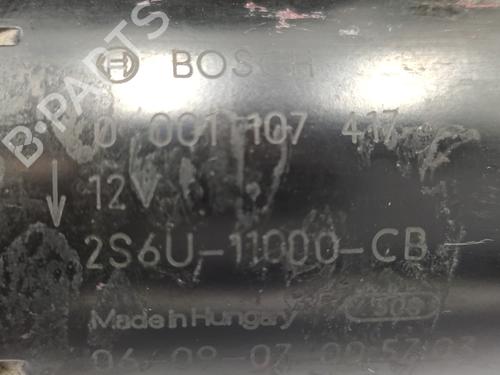 BOSCH
0 001 107 417
12V
2S6U-11000-CB
Made in Hungary
B-PARTS